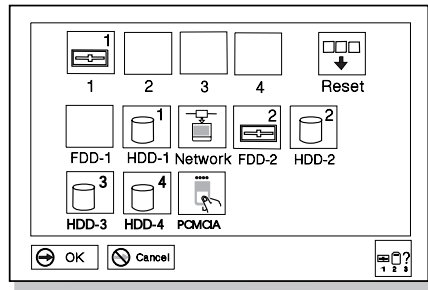 1
1 2 3 4 Reset
1 2 2
FDD-1 HDD-1 Network FDD-2 HDD-2
3 4
HDD-3 HDD-4 PCMCIA
OK Cancel ?
1 2 3